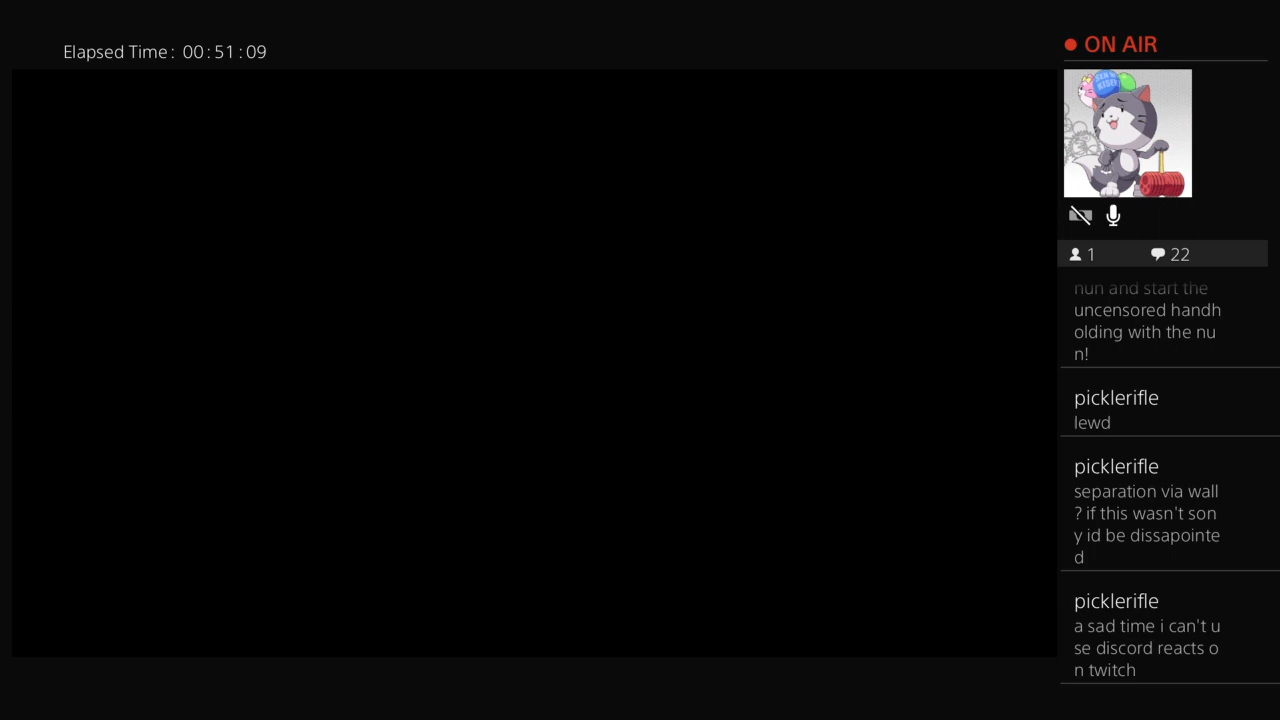 Elapsed Time: 00:51:09
ON AIR
1
22
nun and start the
uncensored handh
olding with the nu
n!
picklerifle
lewd
picklerifle
separation via wall
? if this wasn't son
y id be dissapointe
d
picklerifle
a sad time i can't u
se discord reacts o
n twitch